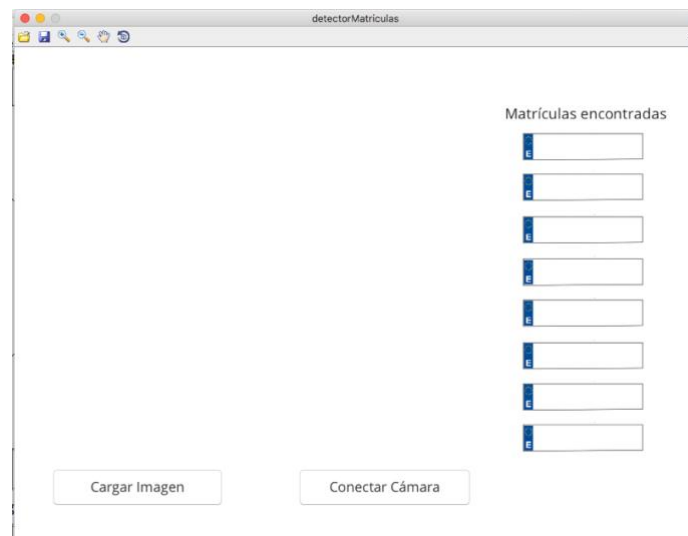 detectorMatrículas
Matrículas encontradas
E
E
E
E
E
E
E
E
Cargar Imagen
Conectar Cámara